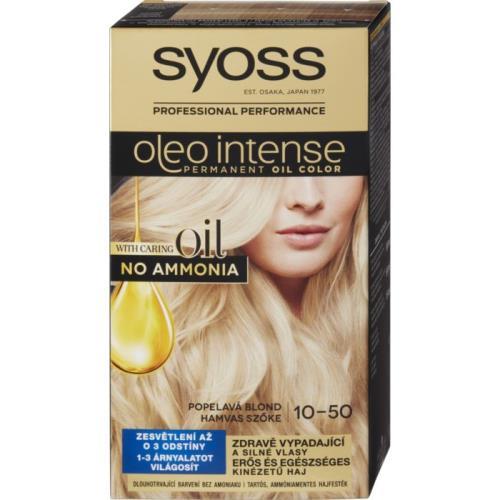 syoss
EST. OSAKA, JAPAN 1977
PROFESSIONAL PERFORMANCE
oleo intense
PERMANENT OIL COLOR
WITH CARING oil
NO AMMONIA
POPELAVÁ BLOND
HAMVAS SZŐKE 10-50
ZESVĚTLENÍ AŽ
O 3 ODSTÍNY
1-3 ÁRNYALATOT
VILÁGOSÍT
ZDRAVĚ VYPADAJÍCÍ
A SILNÉ VLASY
ERŐS ÉS EGÉSZSÉGES
KINÉZETŰ HAJ
DLOUHOTRVAJÍCÍ BARVENÍ BEZ AMONIAKU | TARTÓS, AMMÓNIAMENTES HAJFESTÉK